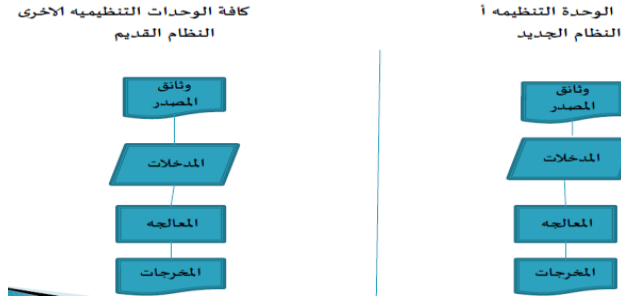 الوحدة التنظيمه أ
النظام الجديد
وثائق
المصدر
المدخلات
المعالجه
المخرجات
كافة الوحدات التنظيميه الاخرى
النظام القديم
وثائق
المصدر
المدخلات
المعالجه
المخرجات